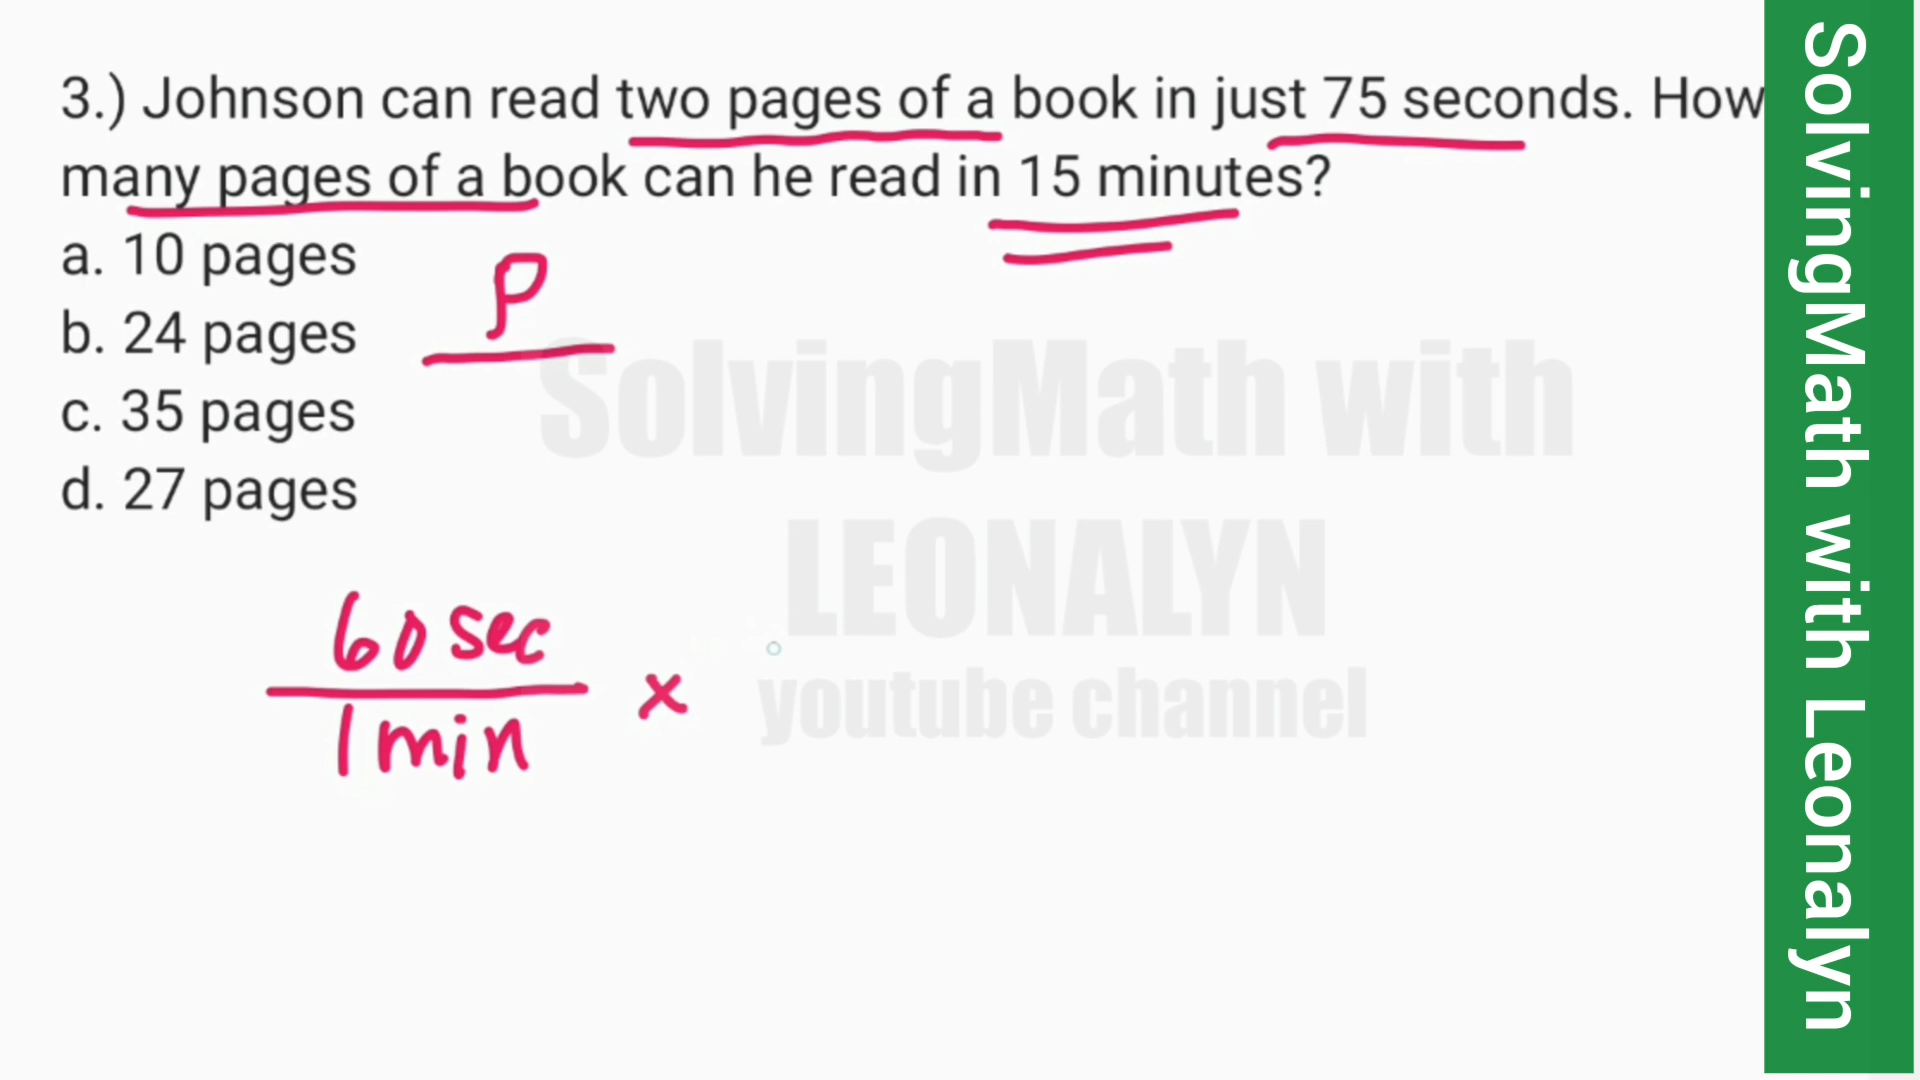 3.) Johnson can read two pages of a book in just 75 seconds. How
many pages of a book can he read in 15 minutes?
a. 10 pages
b. 24 pages
c. 35 pages
d. 27 pages
P
60 sec
1 min
×
SolvingMath with
LEONALYN
youtube channel
SolvingMath with Leonalyn